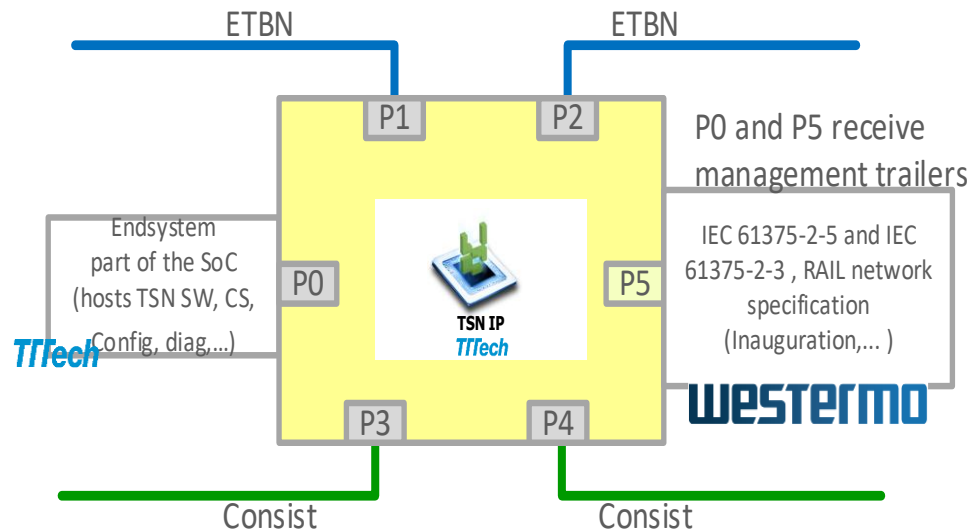 ETBN
ETBN
P1
P2
P0 and P5 receive
management trailers
Endsystem
part of the SoC
(hosts TSN SW, CS,
Config, diag,...)
TTTech
P0
TSN IP
TTTech
P5
IEC 61375-2-5 and IEC
61375-2-3 , RAIL network
specification
(Inauguration,... )
westermo
P3
P4
Consist
Consist